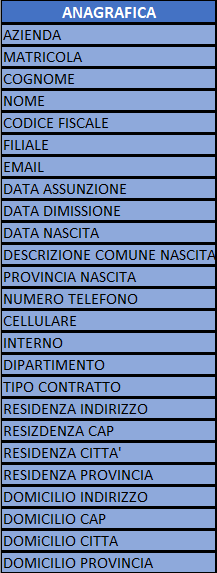 ANAGRAFICA
AZIENDA
MATRICOLA
COGNOME
NOME
CODICE FISCALE
FILIALE
EMAIL
DATA ASSUNZIONE
DATA DIMISSIONE
DATA NASCITA
DESCRIZIONE COMUNE NASCITA
PROVINCIA NASCITA
NUMERO TELEFONO
CELLULARE
INTERNO
DIPARTIMENTO
TIPO CONTRATTO
RESIDENZA INDIRIZZO
RESIZDENZA CAP
RESIDENZA CITTA'
RESIDENZA PROVINCIA
DOMICILIO INDIRIZZO
DOMICILIO CAP
DOMiCILIO CITTA
DOMICILIO PROVINCIA